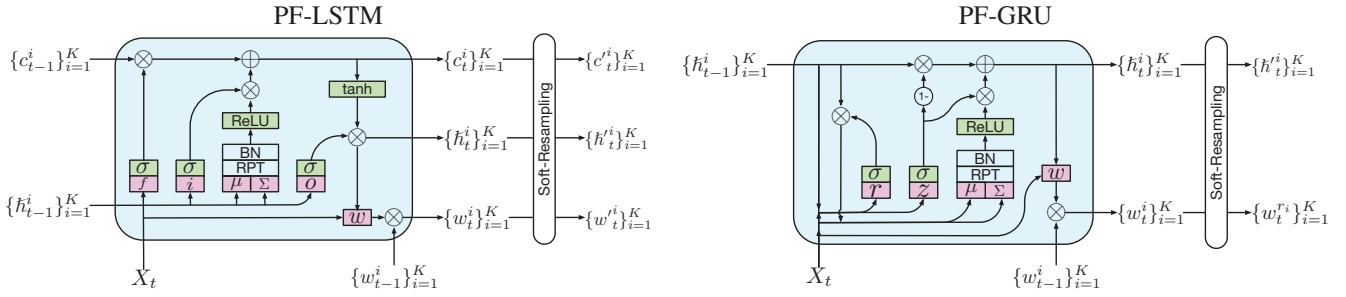 PF-LSTM
{c^i_{t-1}}^K_{i=1}
{c^i_t}^K_{i=1}
{c'^i_t}^K_{i=1}
tanh
ReLU
{ħ^i_t}^K_{i=1}
{ħ'^i_t}^K_{i=1}
BN
RPT
σ
f
σ
i
μ
Σ
σ
o
{ħ^i_{t-1}}^K_{i=1}
w
{w^i_t}^K_{i=1}
{w'^i_t}^K_{i=1}
Soft-Resampling
X_t
{w^i_{t-1}}^K_{i=1}
PF-GRU
{ħ^i_{t-1}}^K_{i=1}
{ħ^i_t}^K_{i=1}
{ħ'^i_t}^K_{i=1}
1-
ReLU
BN
RPT
σ
r
σ
z
μ
Σ
w
{w^i_t}^K_{i=1}
{w^{r_i}_t}^K_{i=1}
Soft-Resampling
X_t
{w^i_{t-1}}^K_{i=1}